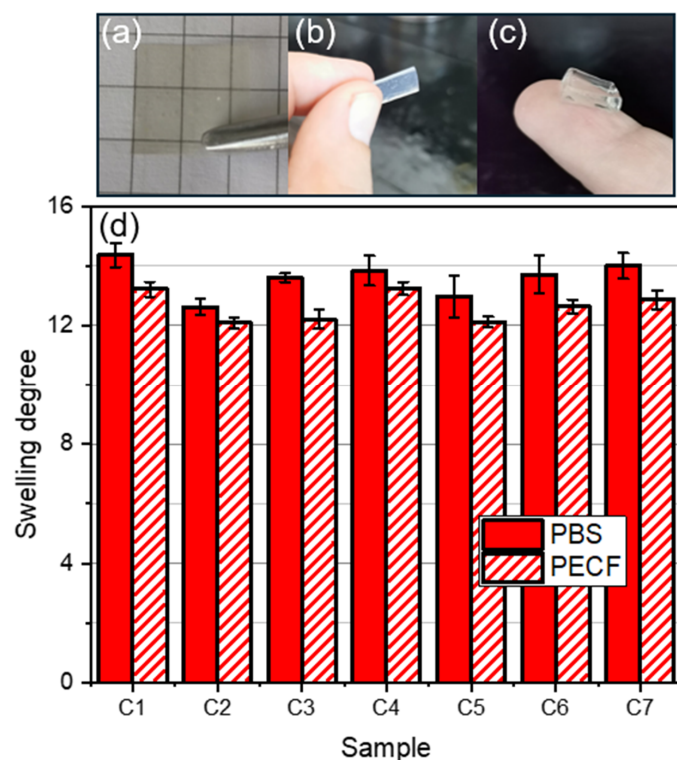 (a)
(b)
(c)
(d)
16
12
8
4
0
Swelling degree
PBS
PECF
C1 C2 C3 C4 C5 C6 C7
Sample